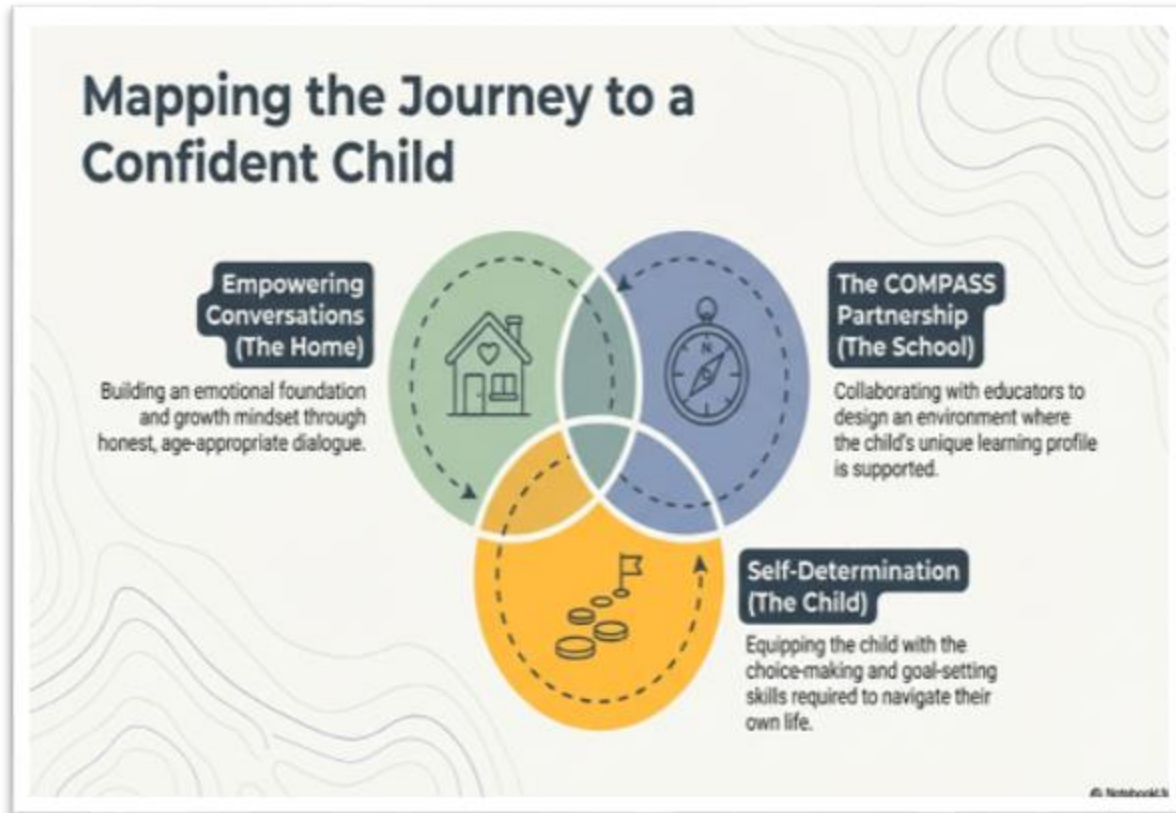 Mapping the Journey to a
Confident Child
Empowering
Conversations
(The Home)
Building an emotional foundation
and growth mindset through
honest, age-appropriate dialogue.
The COMPASS
Partnership
(The School)
Collaborating with educators to
design an environment where
the child's unique learning profile
is supported.
N
Self-Determination
(The Child)
Equipping the child with the
choice-making and goal-setting
skills required to navigate their
own life.